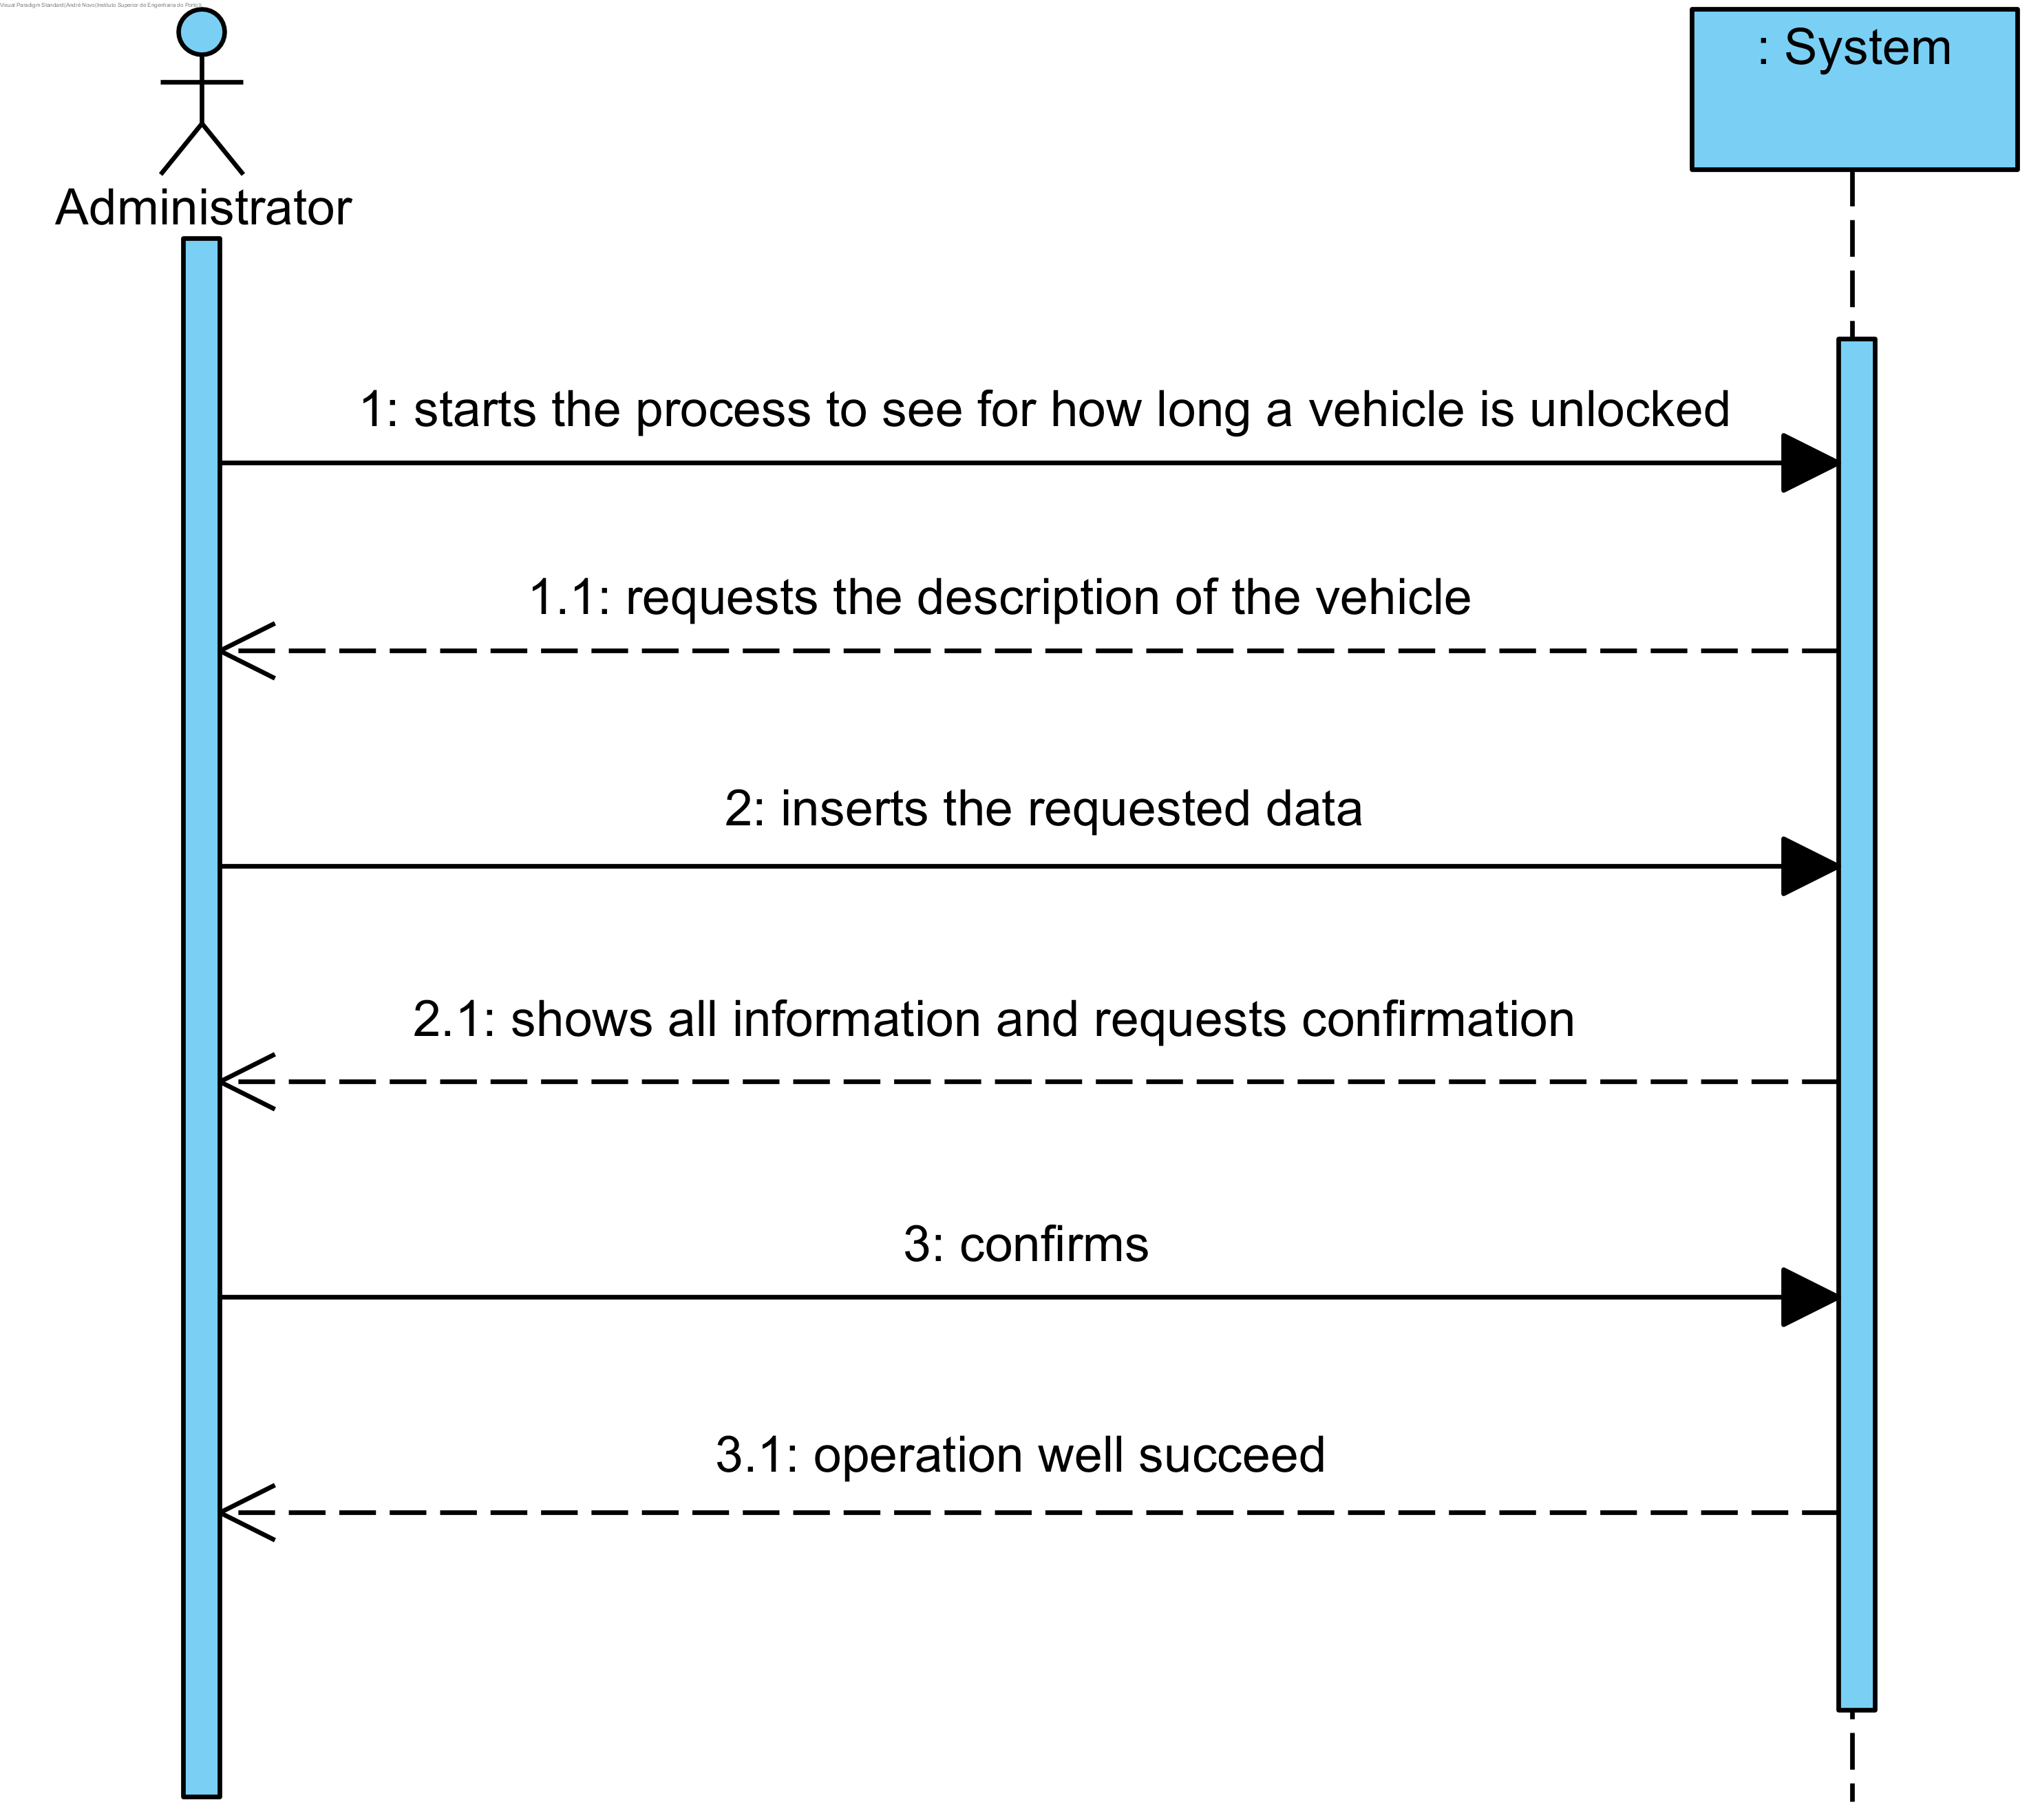 Visual Paradigm Standard(André Novo(Instituto Superior de Engenharia do Porto))
: System
Administrator
1: starts the process to see for how long a vehicle is unlocked
1.1: requests the description of the vehicle
2: inserts the requested data
2.1: shows all information and requests confirmation
3: confirms
3.1: operation well succeed